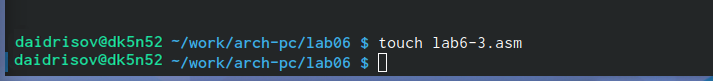 daidrisov@dk5n52 ~/work/arch-pc/lab06 $ touch lab6-3.asm
daidrisov@dk5n52 ~/work/arch-pc/lab06 $